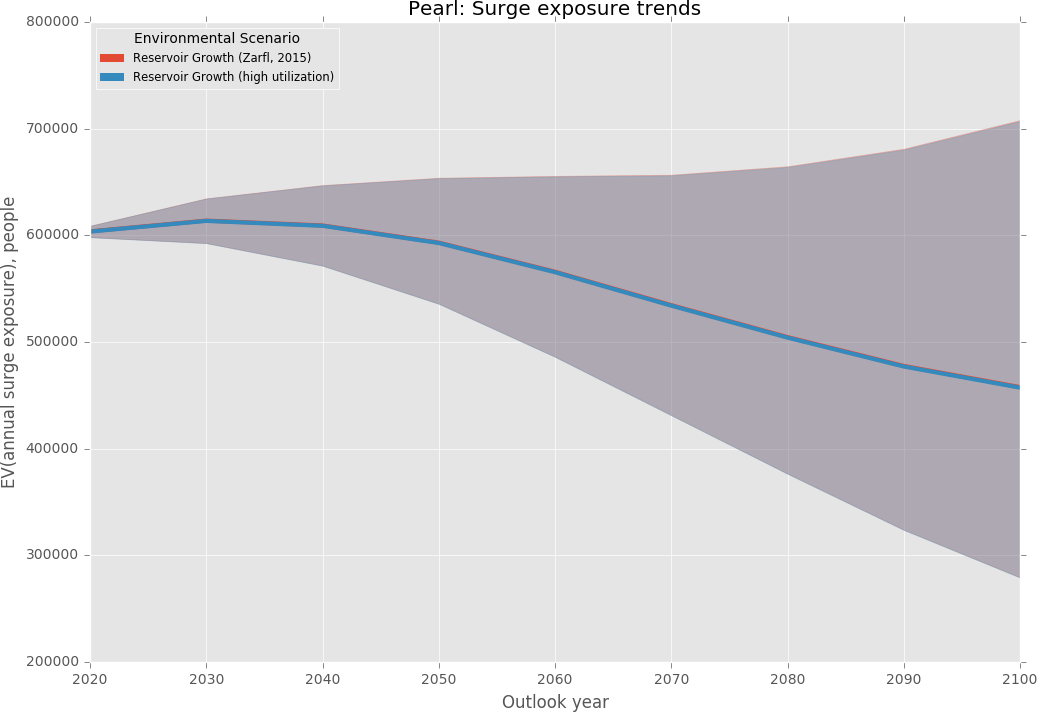 Pearl: Surge exposure trends
Environmental Scenario
Reservoir Growth (Zarfl, 2015)
Reservoir Growth (high utilization)
EV(annual surge exposure), people
800000
700000
600000
500000
400000
300000
200000
2020 2030 2040 2050 2060 2070 2080 2090 2100
Outlook year